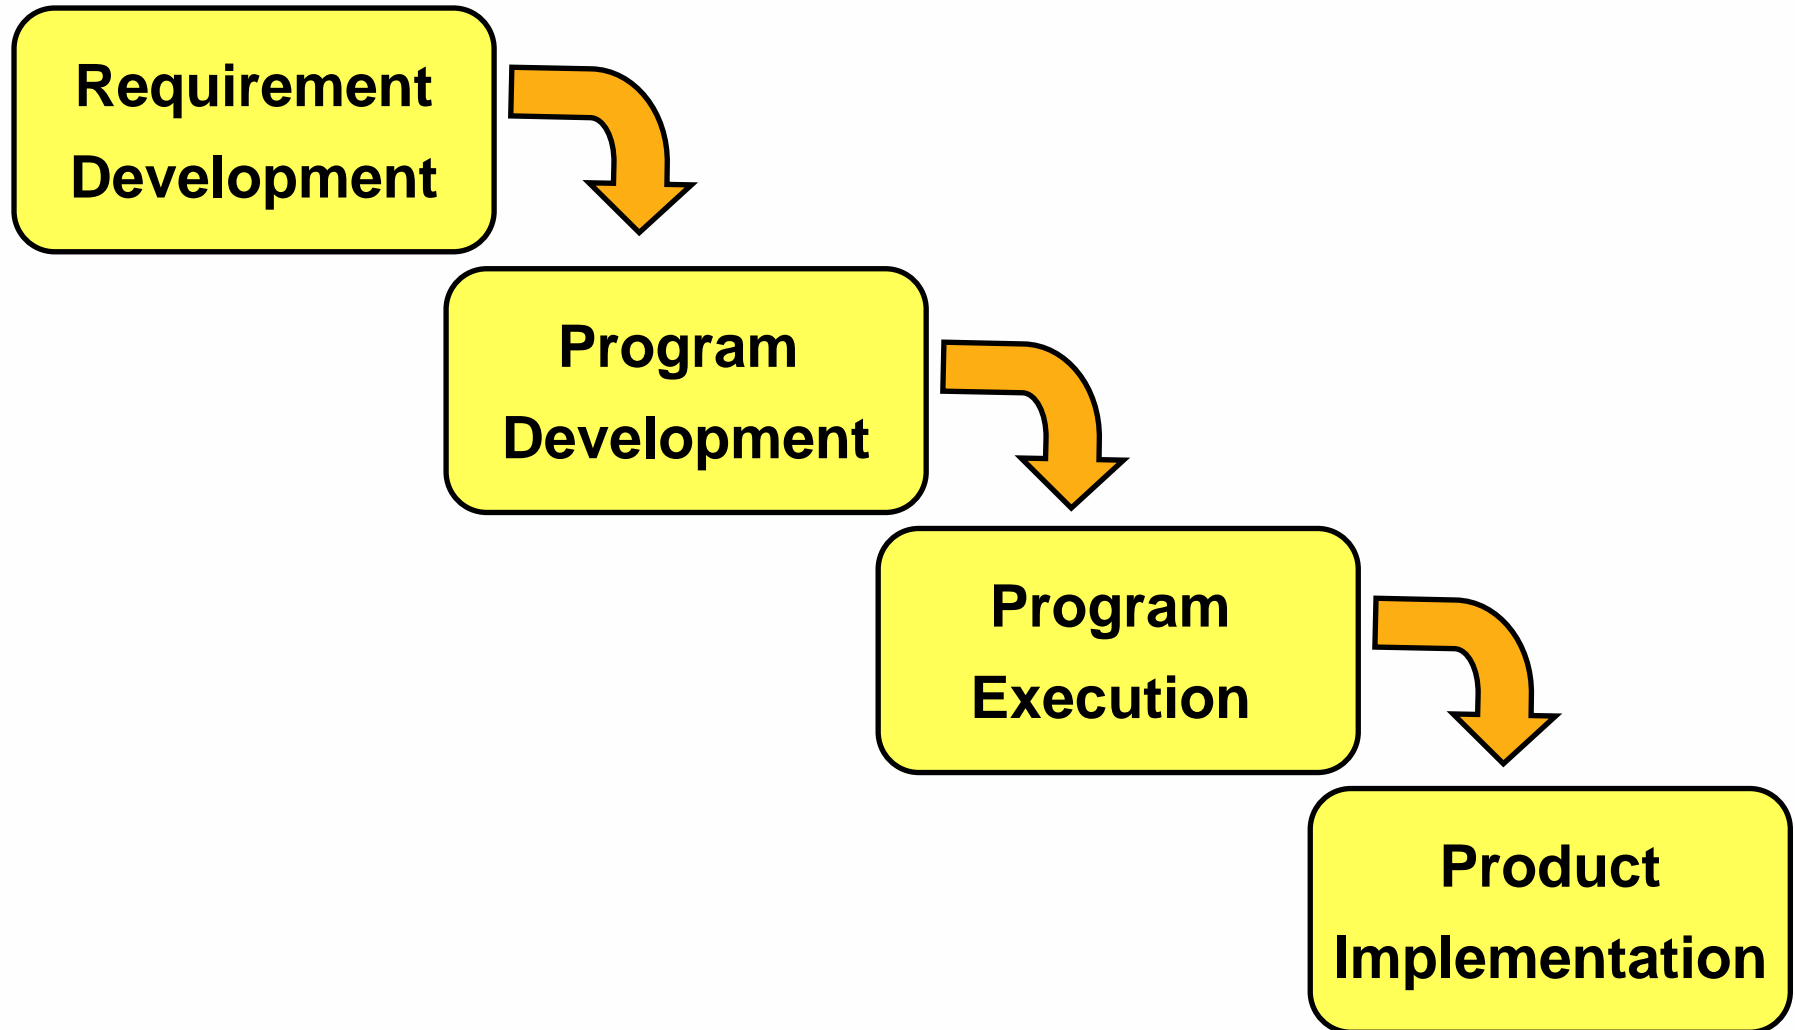 Requirement
Development
Program
Development
Program
Execution
Product
Implementation